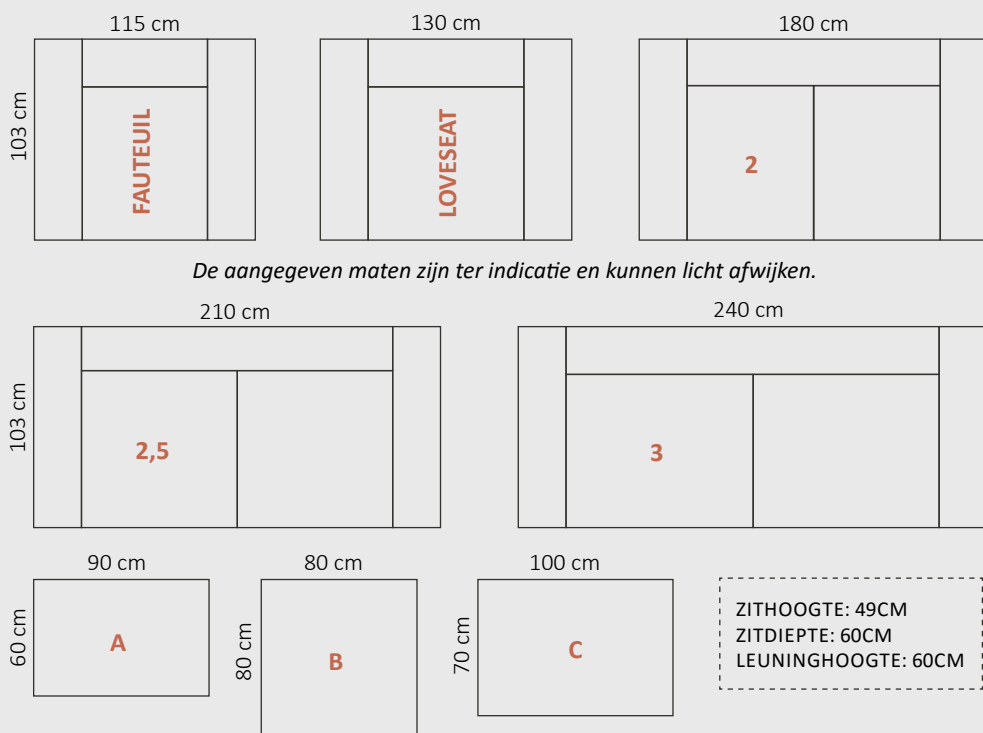 115 cm
130 cm
180 cm
103 cm
FAUTEUIL
LOVESEAT
2
De aangegeven maten zijn ter indicatie en kunnen licht afwijken.
210 cm
240 cm
103 cm
2,5
3
90 cm
80 cm
100 cm
60 cm
A
80 cm
B
70 cm
C
ZITHOOGTE: 49CM
ZITDIEPTE: 60CM
LEUNINGHOOGTE: 60CM